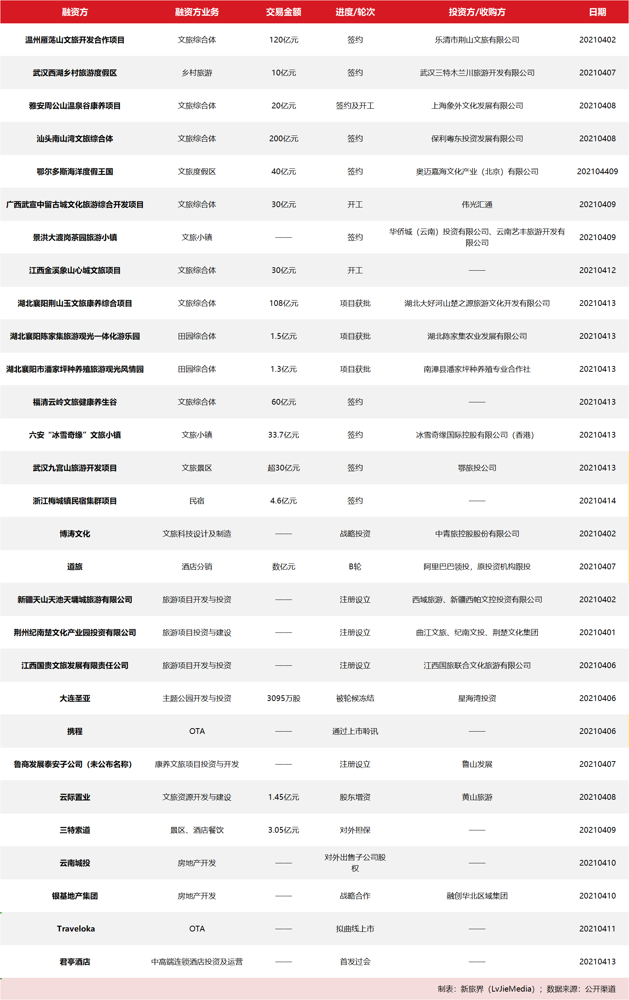 融资方 融资方业务 交易金额 进度/轮次 投资方/收购方 日期
温州雁荡山文旅开发合作项目 文旅综合体 120亿元 签约 乐清市荆山文旅有限公司 20210402
武汉西湖乡村旅游度假区 乡村旅游 10亿元 签约 武汉三特木兰川旅游开发有限公司 20210407
雅安周公山温泉谷康养项目 文旅综合体 20亿元 签约及开工 上海象外文化发展有限公司 20210408
汕头南山湾文旅综合体 文旅综合体 200亿元 签约 保利粤东投资发展有限公司 20210408
鄂尔多斯海洋度假王国 文旅度假区 40亿元 签约 奥迈嘉海文化产业（北京）有限公司 202104409
广西武宣中留古城文化旅游综合开发项目 文旅综合体 30亿元 开工 伟光汇通 20210409
景洪大渡岗茶园旅游小镇 文旅小镇 —— 签约 华侨城（云南）投资有限公司、云南艺丰旅游开发有
限公司 20210409
江西金溪象山心城文旅项目 文旅综合体 30亿元 开工 —— 20210412
湖北襄阳荆山玉文旅康养综合项目 文旅综合体 108亿元 项目获批 湖北大好河山楚之源旅游文化开发有限公司 20210413
湖北襄阳陈家集旅游观光一体化游乐园 田园综合体 1.5亿元 项目获批 湖北陈家集农业发展有限公司 20210413
湖北襄阳市潘家坪种养殖旅游观光风情园 田园综合体 1.3亿元 项目获批 南漳县潘家坪种养殖专业合作社 20210413
福清云岭文旅健康养生谷 文旅综合体 60亿元 签约 —— 20210413
六安“冰雪奇缘”文旅小镇 文旅小镇 33.7亿元 签约 冰雪奇缘国际控股有限公司（香港） 20210413
武汉九宫山旅游开发项目 文旅景区 超30亿元 签约 鄂旅投公司 20210413
浙江梅城镇民宿集群项目 民宿 4.6亿元 签约 —— 20210414
博涛文化 文旅科技设计及制造 —— 战略投资 中青旅控股股份有限公司 20210402
道旅 酒店分销 数亿元 B轮 阿里巴巴领投，原投资机构跟投 20210407
新疆天山天池天墉城旅游有限公司 旅游项目开发与投资 —— 注册设立 西域旅游、新疆西帕文控投资有限公司 20210402
荆州纪南楚文化产业园投资有限公司 旅游项目投资与建设 —— 注册设立 曲江文旅、纪南文投、荆楚文化集团 20210401
江西国贵文旅发展有限责任公司 旅游项目开发与投资 —— 注册设立 江西国旅联合文化旅游有限公司 20210406
大连圣亚 主题公园开发与投资 3095万股 被轮候冻结 星海湾投资 20210406
携程 OTA —— 通过上市聆讯 —— 20210406
鲁商发展泰安子公司（未公布名称） 康养文旅项目投资与开发 —— 注册设立 鲁山发展 20210407
云际置业 文旅资源开发与建设 1.45亿元 股东增资 黄山旅游 20210408
三特索道 景区、酒店餐饮 3.05亿元 对外担保 —— 20210409
云南城投 房地产开发 —— 对外出售子公司股
权 —— 20210410
银基地产集团 房地产开发 —— 战略合作 融创华北区域集团 20210410
Traveloka OTA —— 拟曲线上市 —— 20210411
君亭酒店 中高端连锁酒店投资及运营 —— 首发过会 —— 20210413
制表：新旅界（LvJieMedia）；数据来源：公开渠道